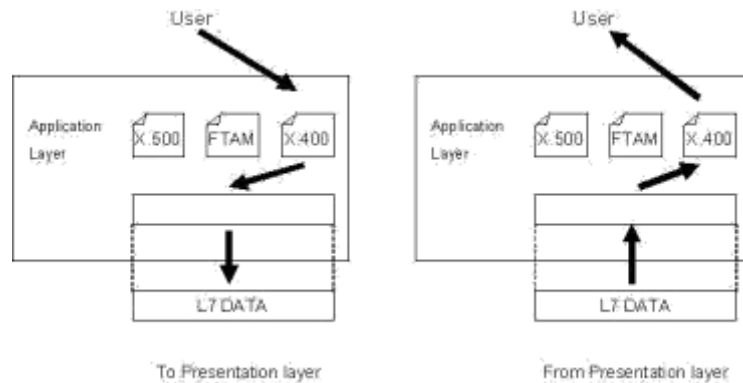 User
Application
Layer
X.500 FTAM X.400
L7 DATA
To Presentation layer
User
Application
Layer
X.500 FTAM X.400
L7 DATA
From Presentation layer